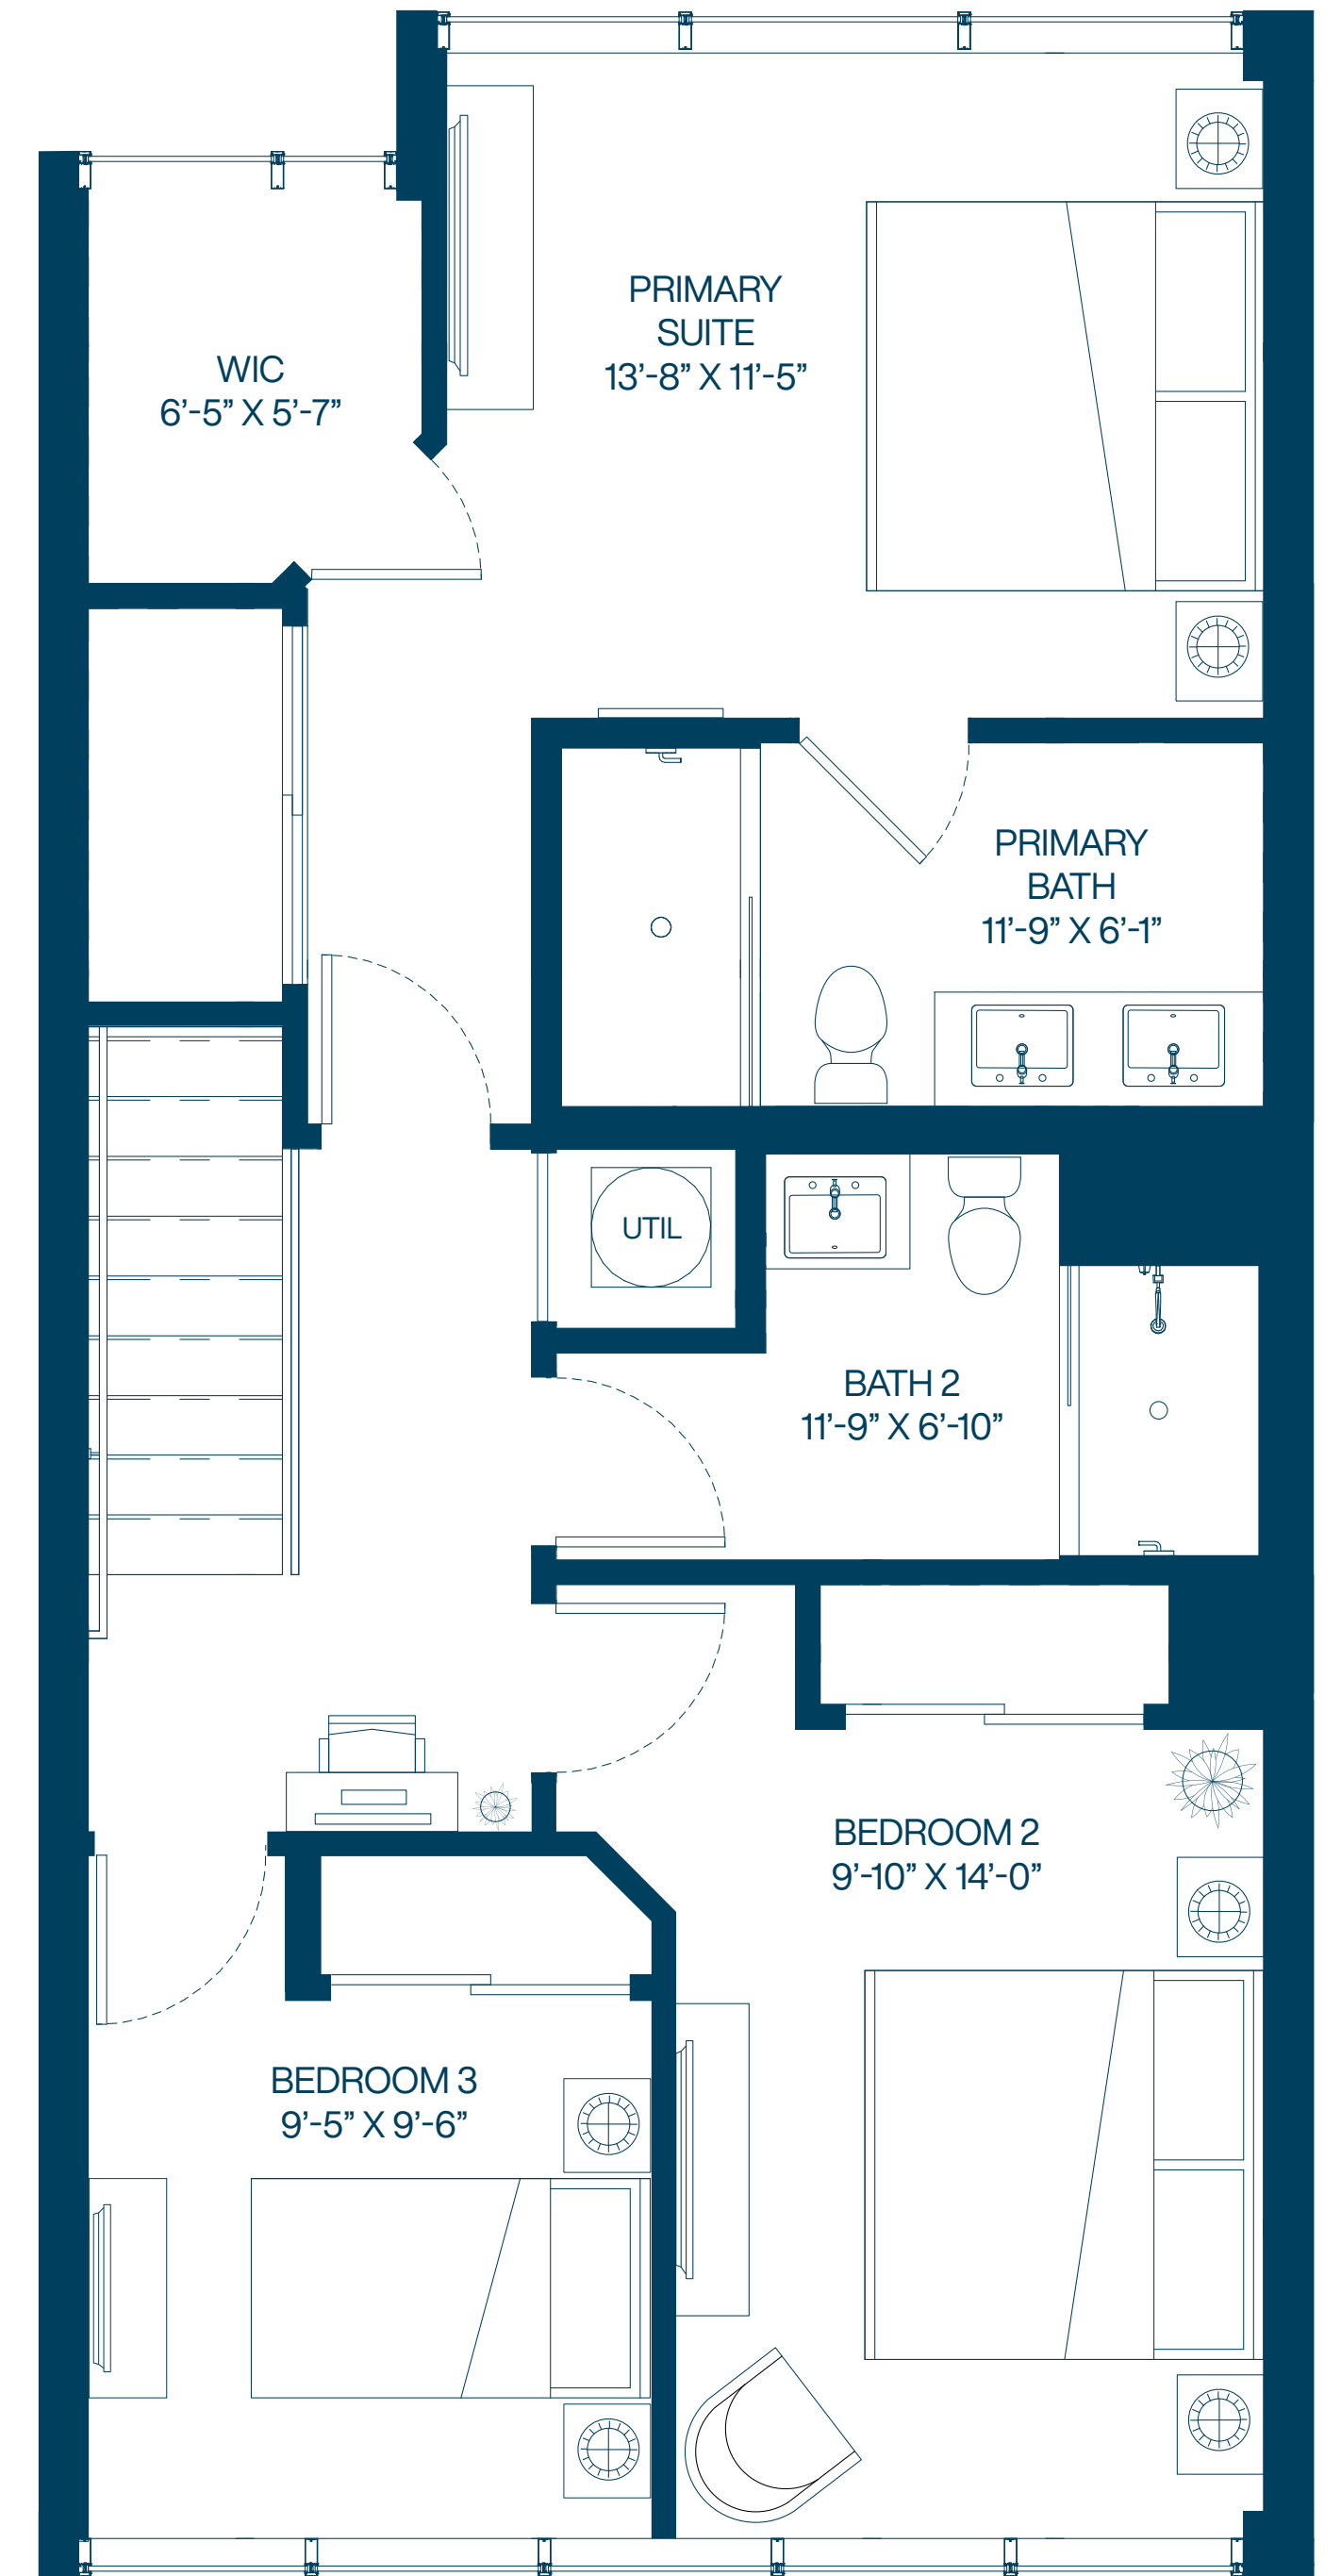 PRIMARY
SUITE
13’-8” X 11’-5”
WIC
6’-5” X 5’-7”
PRIMARY
BATH
11’-9” X 6’-1”
UTIL
BATH 2
11’-9” X 6’-10”
BEDROOM 2
9’-10” X 14’-0”
BEDROOM 3
9’-5” X 9’-6”